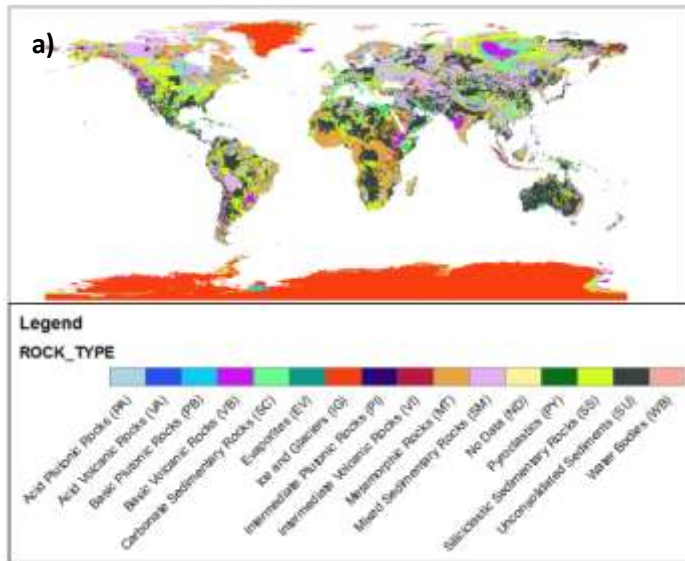 a)
Legend
ROCK_TYPE
Acid Plutonic Rocks (PA)
Acid Volcanic Rocks (VA)
Basic Plutonic Rocks (PB)
Basic Volcanic Rocks (VB)
Carbonate Sedimentary Rocks (SC)
Evaporites (EV)
Ice and Glaciers (IG)
Intermediate Plutonic Rocks (PI)
Intermediate Volcanic Rocks (VI)
Metamorphic Rocks (MT)
Mixed Sedimentary Rocks (SM)
No Data (ND)
Pyroclastics (PY)
Siliciclastic Sedimentary Rocks (SS)
Unconsolidated Sediments (SU)
Water Bodies (WB)